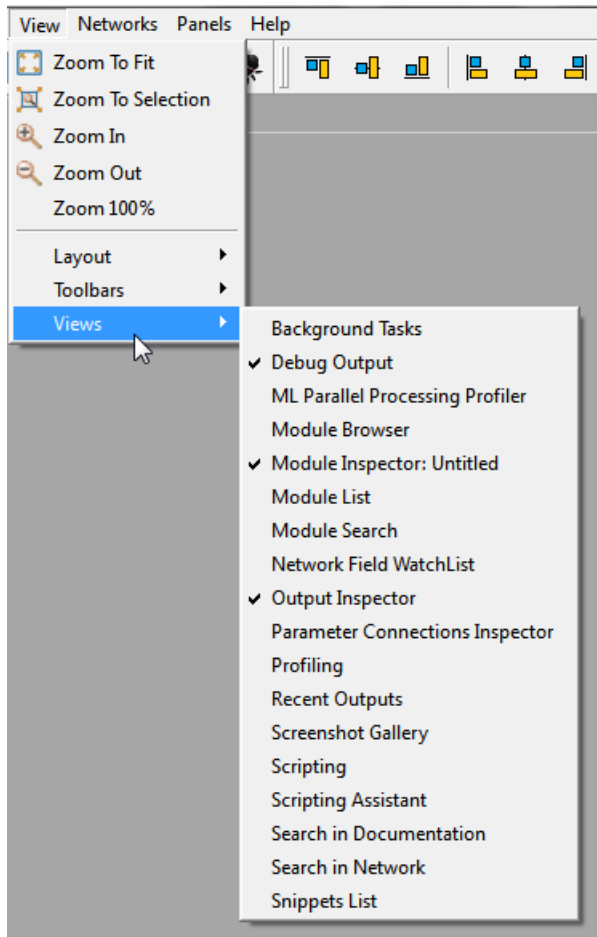 View Networks Panels Help
Zoom To Fit
Zoom To Selection
Zoom In
Zoom Out
Zoom 100%
Layout
Toolbars
Views
Background Tasks
Debug Output
ML Parallel Processing Profiler
Module Browser
Module Inspector: Untitled
Module List
Module Search
Network Field WatchList
Output Inspector
Parameter Connections Inspector
Profiling
Recent Outputs
Screenshot Gallery
Scripting
Scripting Assistant
Search in Documentation
Search in Network
Snippets List